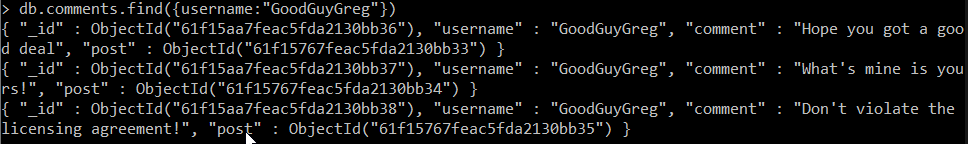 > db.comments.find({username:"GoodGuyGreg"})
{ "_id" : ObjectId("61f15aa7feac5fda2130bb36"), "username" : "GoodGuyGreg", "comment" : "Hope you got a goo
d deal", "post" : ObjectId("61f15767feac5fda2130bb33") }
{ "_id" : ObjectId("61f15aa7feac5fda2130bb37"), "username" : "GoodGuyGreg", "comment" : "What's mine is you
rs!", "post" : ObjectId("61f15767feac5fda2130bb34") }
{ "_id" : ObjectId("61f15aa7feac5fda2130bb38"), "username" : "GoodGuyGreg", "comment" : "Don't violate the
licensing agreement!", "post" : ObjectId("61f15767feac5fda2130bb35") }